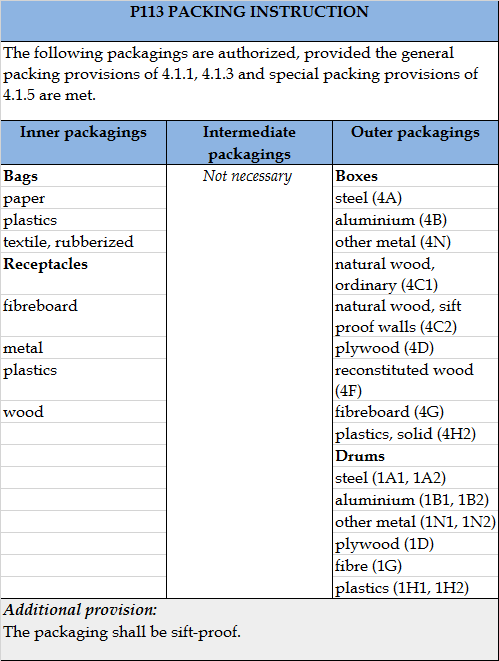 P113 PACKING INSTRUCTION
The following packagings are authorized, provided the general
packing provisions of 4.1.1, 4.1.3 and special packing provisions of
4.1.5 are met.
Inner packagings
Intermediate
packagings
Outer packagings
Bags
Not necessary
Boxes
paper
steel (4A)
plastics
aluminium (4B)
textile, rubberized
other metal (4N)
Receptacles
natural wood,
ordinary (4C1)
fibreboard
natural wood, sift
proof walls (4C2)
metal
plywood (4D)
plastics
reconstituted wood
(4F)
wood
fibreboard (4G)
plastics, solid (4H2)
Drums
steel (1A1, 1A2)
aluminium (1B1, 1B2)
other metal (1N1, 1N2)
plywood (1D)
fibre (1G)
plastics (1H1, 1H2)
Additional provision:
The packaging shall be sift-proof.